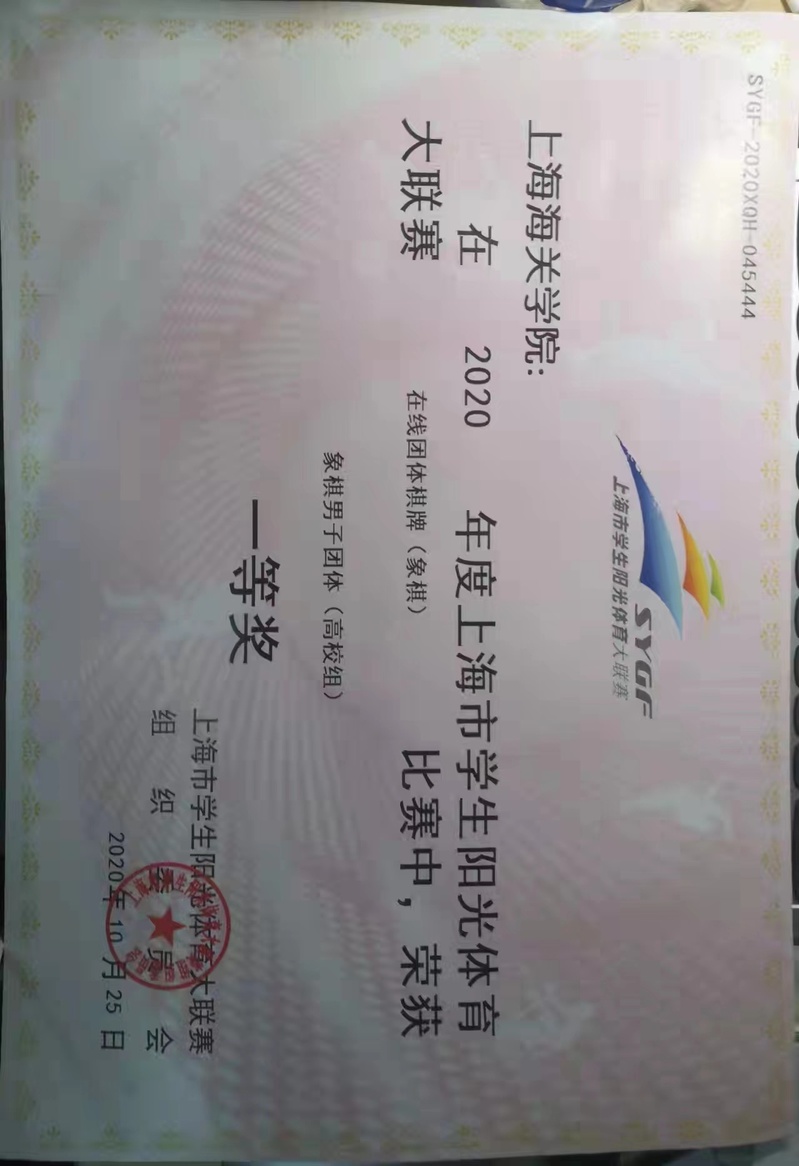 SYGF-2020XQH-045444
SYGF
上海市学生阳光体育大联赛
上海海关学院:
在 2020 年度上海市学生阳光体育
大联赛 在线团体棋牌（象棋） 比赛中，荣获
象棋男子团体（高校组）
一等奖
上海市学生阳光体育大联赛
组织委员会
2020年10月25日